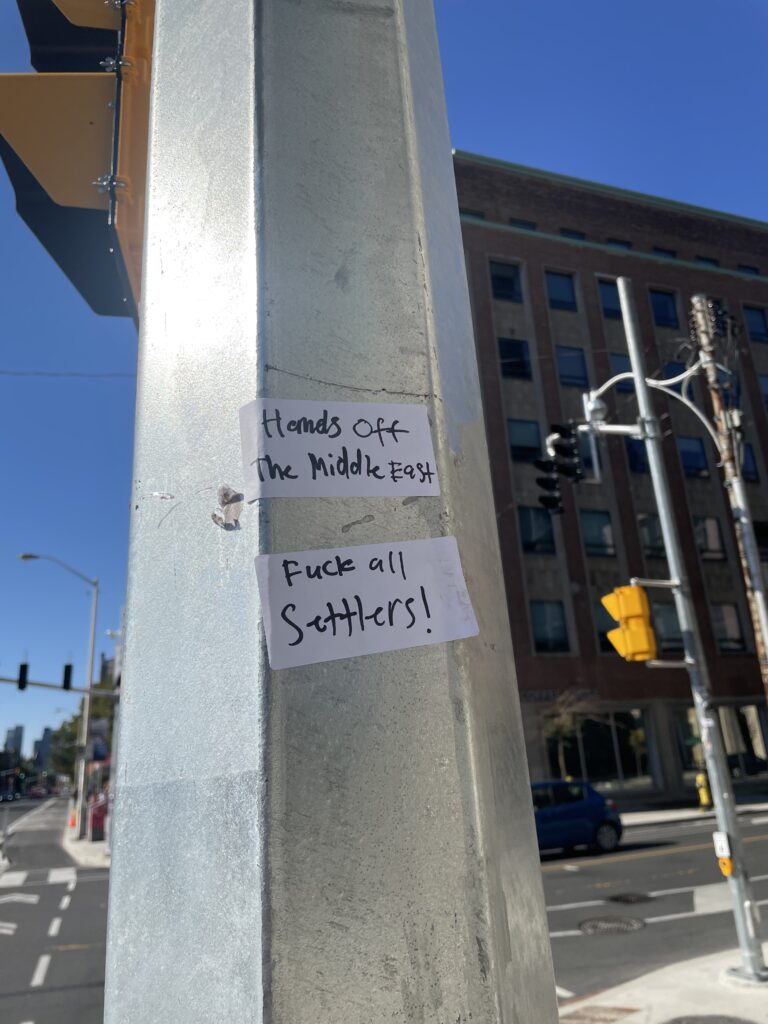 Hands Off
The Middle East
Fuck all
Settlers!